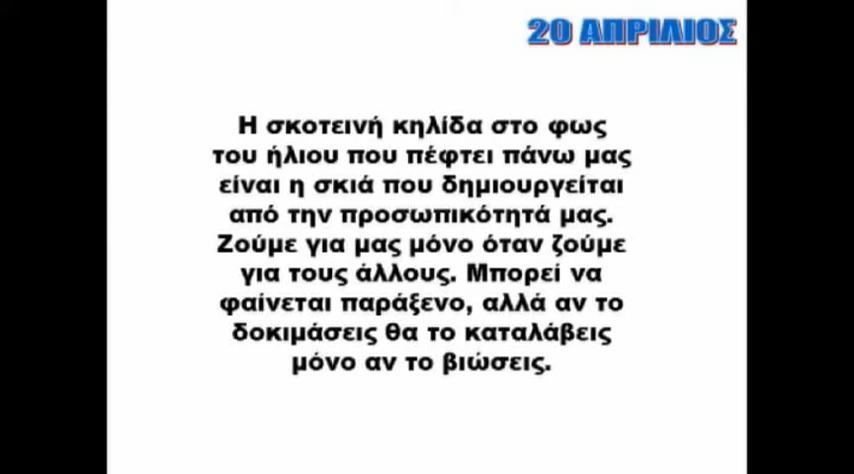 20 ΑΠΡΙΛΙΟΣ
Η σκοτεινή κηλίδα στο φως
του ήλιου που πέφτει πάνω μας
είναι η σκιά που δημιουργείται
από την προσωπικότητά μας.
Ζούμε για μας μόνο όταν ζούμε
για τους άλλους. Μπορεί να
φαίνεται παράξενο, αλλά αν το
δοκιμάσεις θα το καταλάβεις
μόνο αν το βιώσεις.